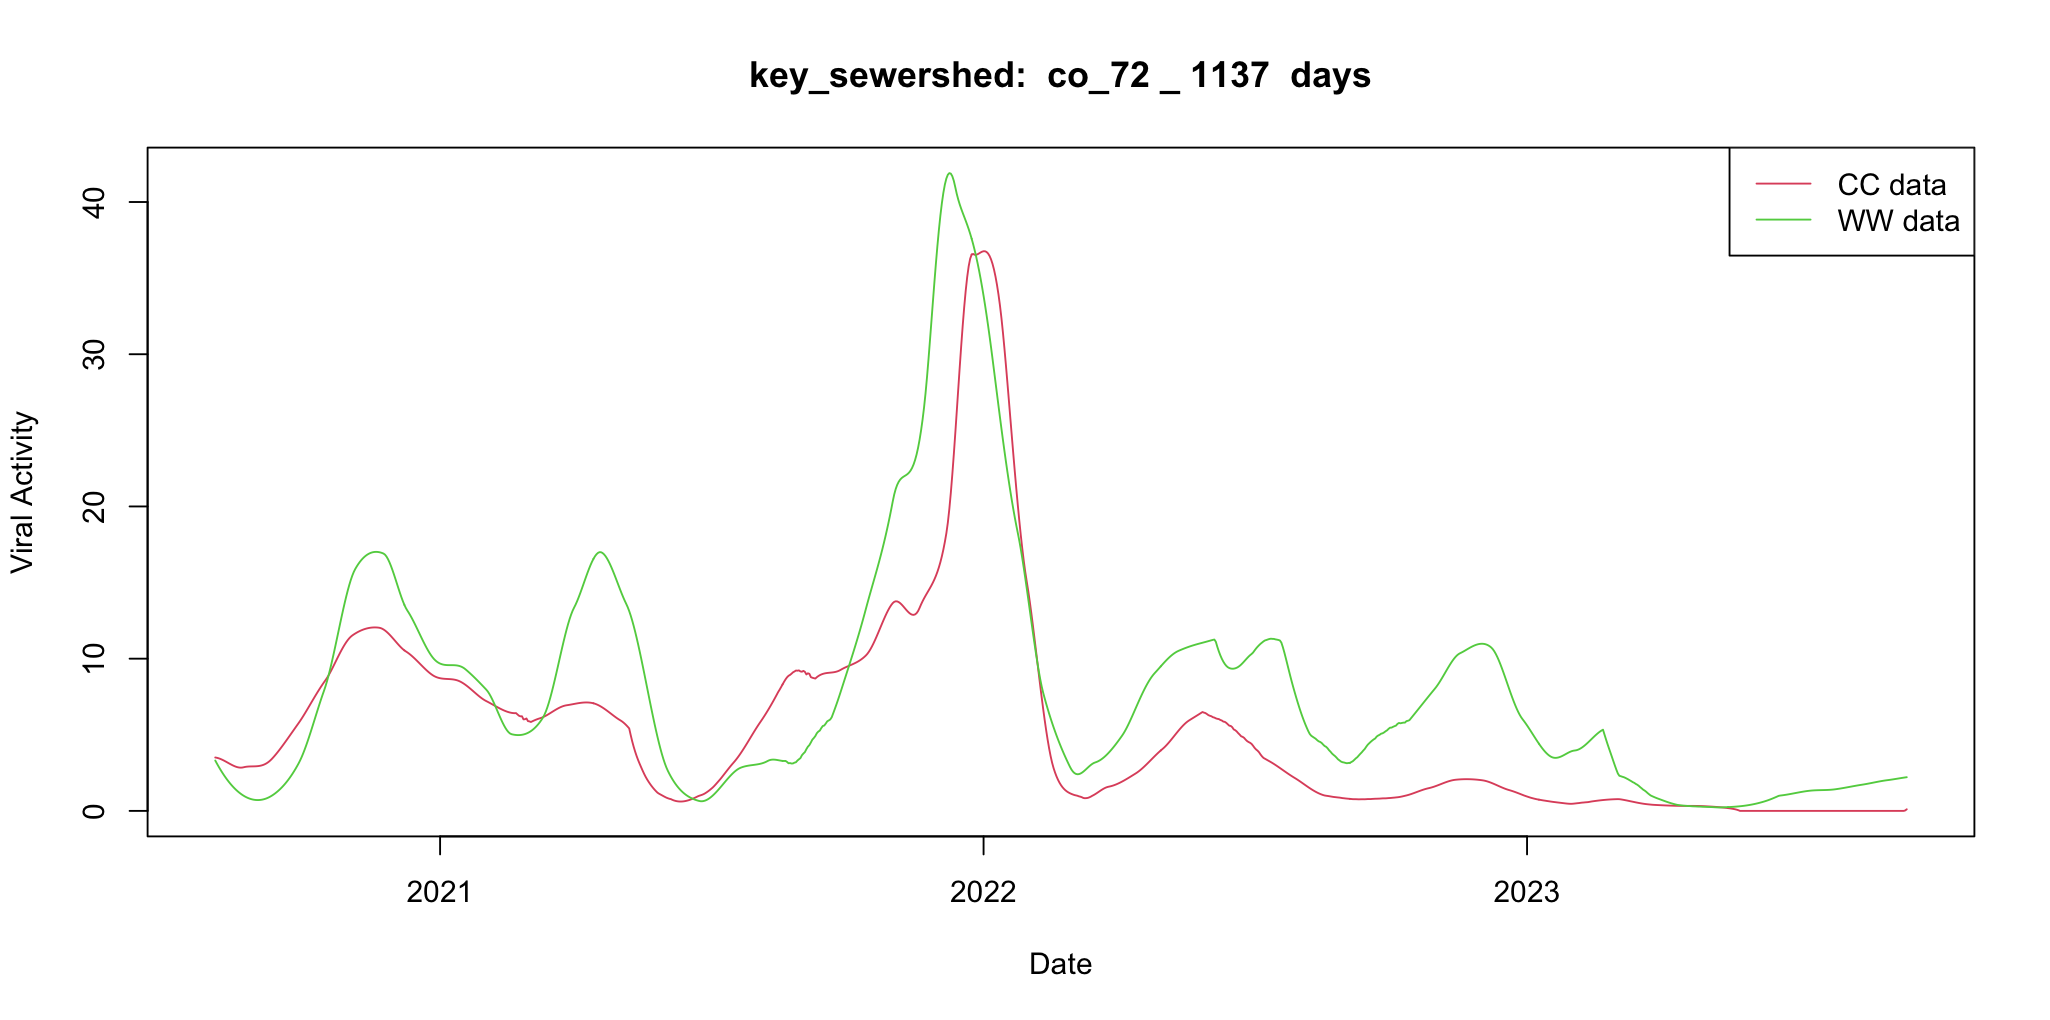 key_sewershed:  co_72 _ 1137  days
CC data
WW data
Viral Activity
40
30
20
10
0
2021
2022
2023
Date